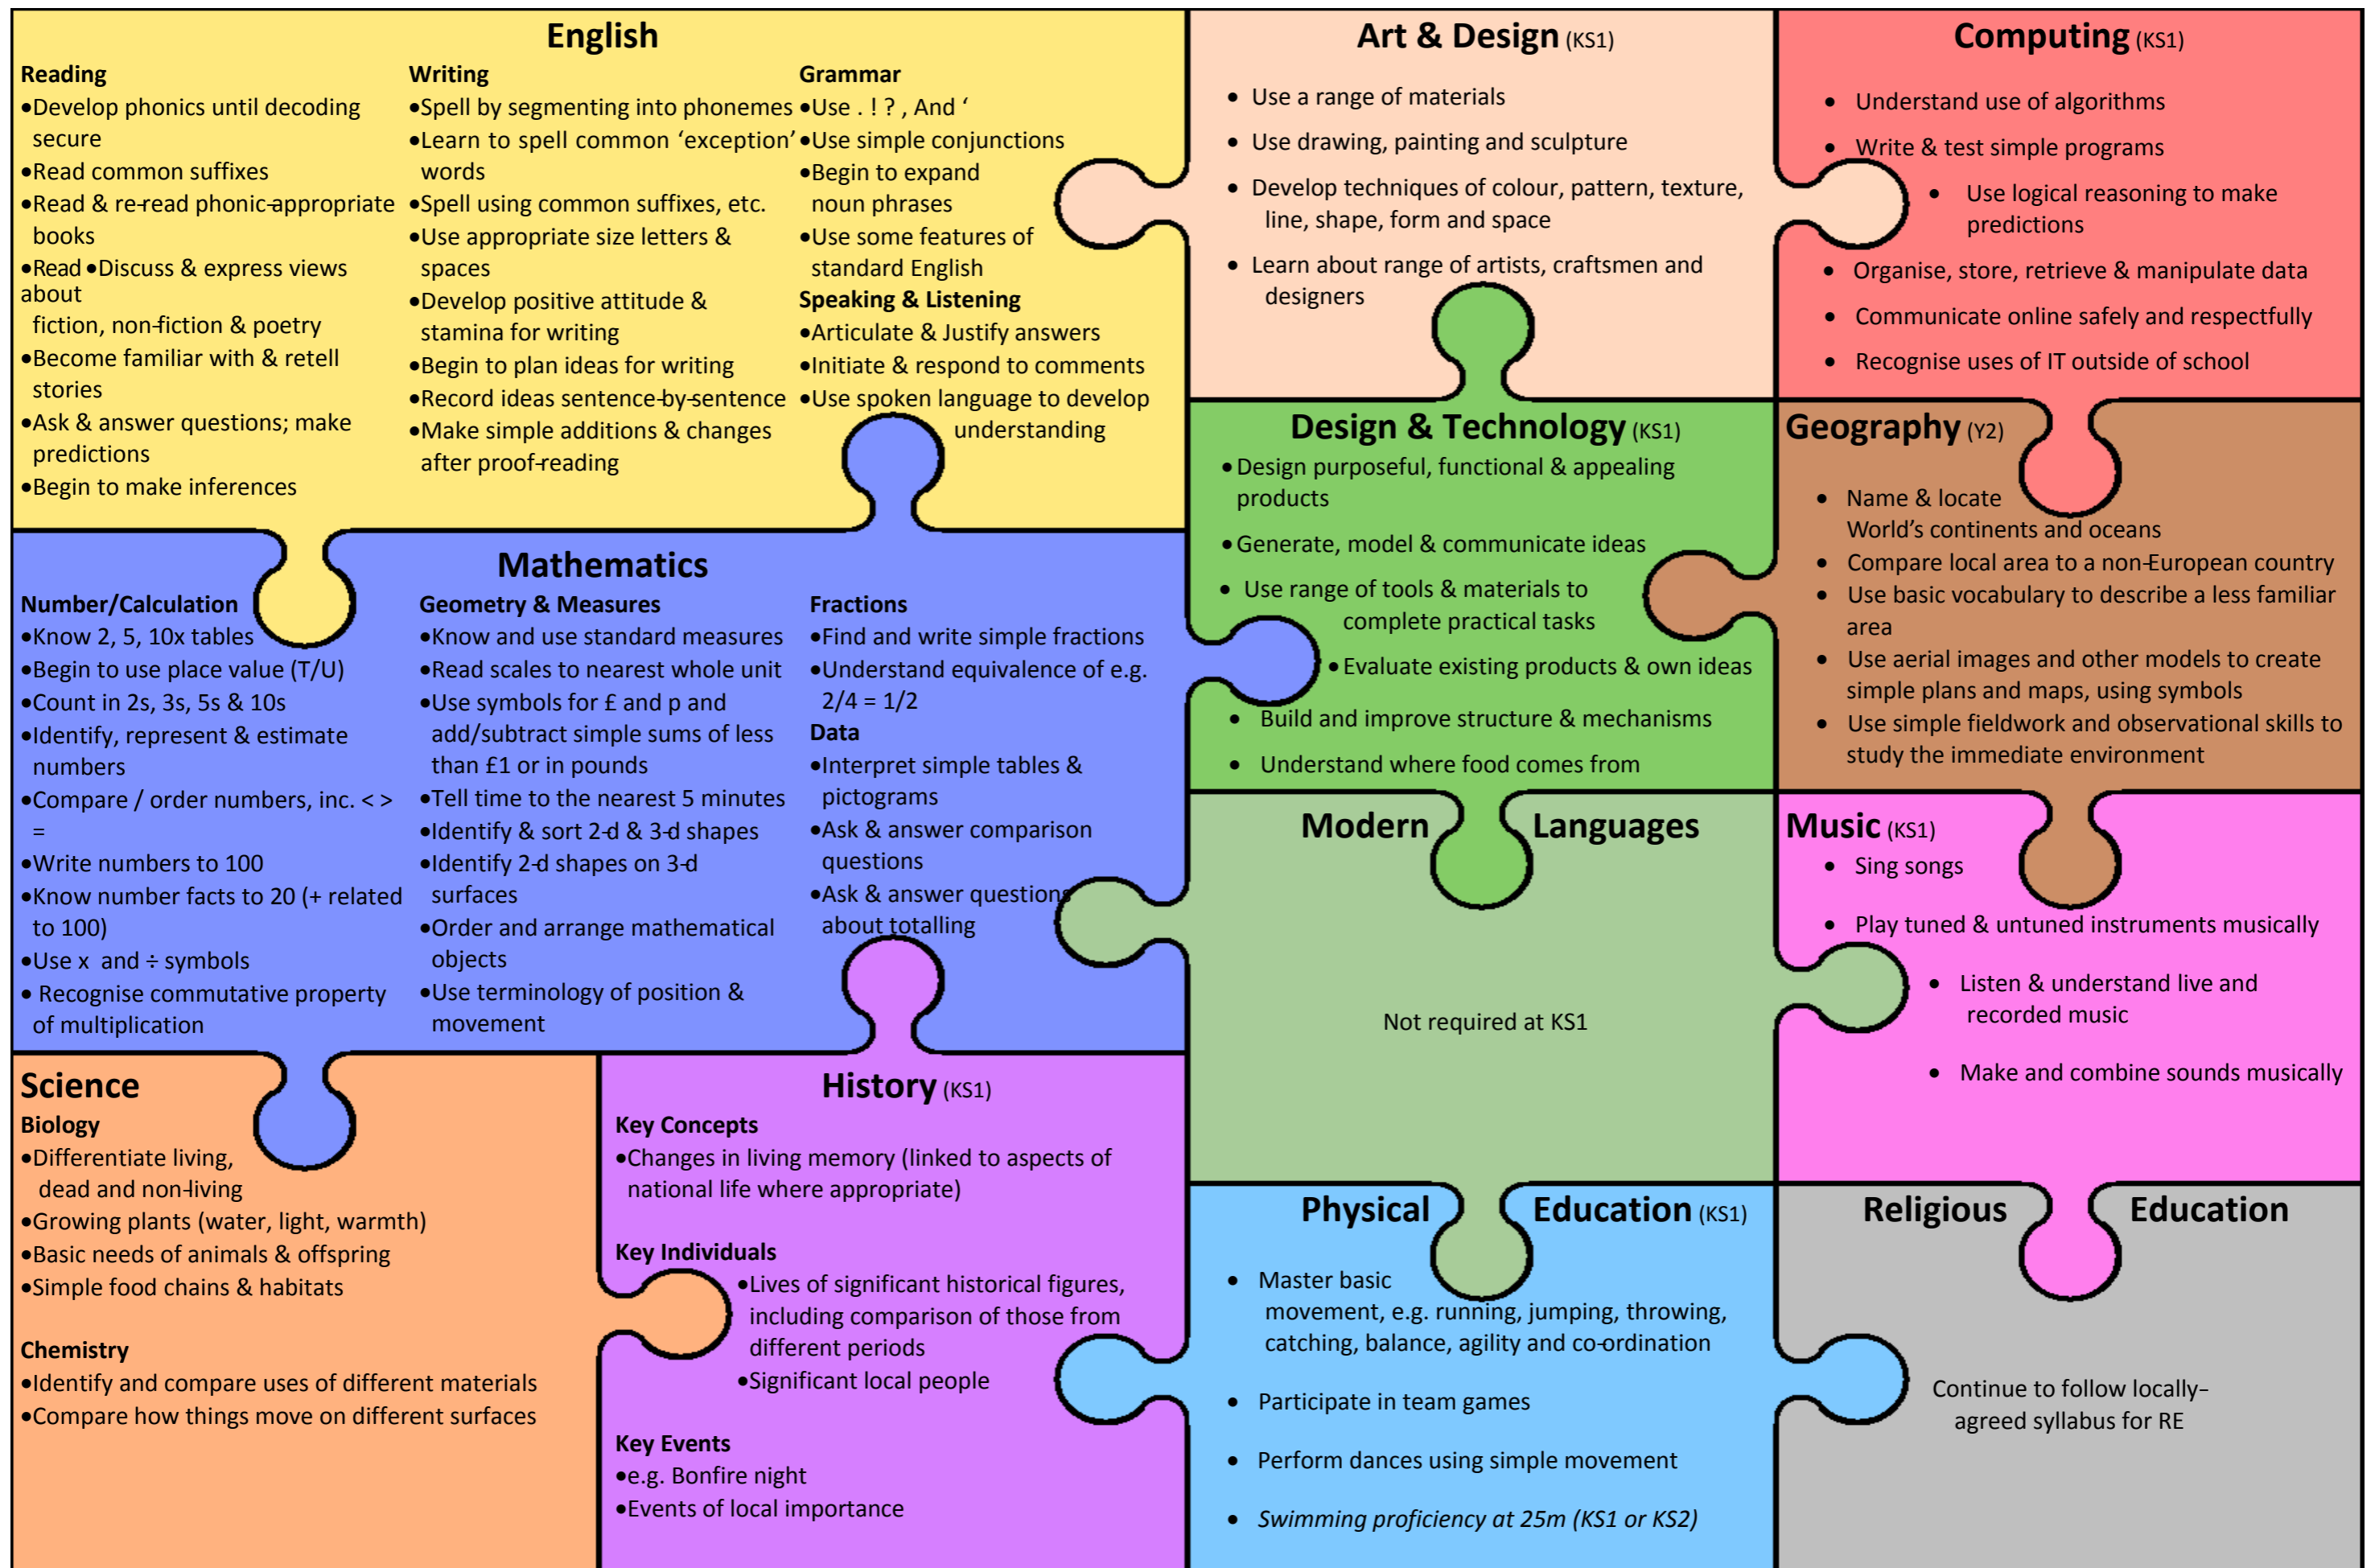 English
Reading
•Develop phonics until decoding
secure
•Read common suffixes
•Read & re-read phonic-appropriate
books
•Read •Discuss & express views
about
fiction, non-fiction & poetry
•Become familiar with & retell
stories
•Ask & answer questions; make
predictions
•Begin to make inferences
Writing
•Spell by segmenting into phonemes
•Learn to spell common ‘exception’
words
•Spell using common suffixes, etc.
•Use appropriate size letters &
spaces
•Develop positive attitude &
stamina for writing
•Begin to plan ideas for writing
•Record ideas sentence-by-sentence
•Make simple additions & changes
after proof-reading
Grammar
•Use . ! ? , And ‘
•Use simple conjunctions
•Begin to expand
noun phrases
•Use some features of
standard English
Speaking & Listening
•Articulate & Justify answers
•Initiate & respond to comments
•Use spoken language to develop
understanding
Art & Design (KS1)
• Use a range of materials
• Use drawing, painting and sculpture
• Develop techniques of colour, pattern, texture,
line, shape, form and space
• Learn about range of artists, craftsmen and
designers
Computing (KS1)
• Understand use of algorithms
• Write & test simple programs
• Use logical reasoning to make
predictions
• Organise, store, retrieve & manipulate data
• Communicate online safely and respectfully
• Recognise uses of IT outside of school
Mathematics
Number/Calculation
•Know 2, 5, 10x tables
•Begin to use place value (T/U)
•Count in 2s, 3s, 5s & 10s
•Identify, represent & estimate
numbers
•Compare / order numbers, inc. < >
=
•Write numbers to 100
•Know number facts to 20 (+ related
to 100)
•Use x and ÷ symbols
• Recognise commutative property
of multiplication
Geometry & Measures
•Know and use standard measures
•Read scales to nearest whole unit
•Use symbols for £ and p and
add/subtract simple sums of less
than £1 or in pounds
•Tell time to the nearest 5 minutes
•Identify & sort 2-d & 3-d shapes
•Identify 2-d shapes on 3-d
surfaces
•Order and arrange mathematical
objects
•Use terminology of position &
movement
Fractions
•Find and write simple fractions
•Understand equivalence of e.g.
2/4 = 1/2
Data
•Interpret simple tables &
pictograms
•Ask & answer comparison
questions
•Ask & answer questions
about totalling
Design & Technology (KS1)
•Design purposeful, functional & appealing
products
•Generate, model & communicate ideas
• Use range of tools & materials to
complete practical tasks
•Evaluate existing products & own ideas
• Build and improve structure & mechanisms
• Understand where food comes from
Geography (Y2)
• Name & locate
World’s continents and oceans
• Compare local area to a non-European country
• Use basic vocabulary to describe a less familiar
area
• Use aerial images and other models to create
simple plans and maps, using symbols
• Use simple fieldwork and observational skills to
study the immediate environment
Modern Languages
Not required at KS1
Music (KS1)
• Sing songs
• Play tuned & untuned instruments musically
• Listen & understand live and
recorded music
• Make and combine sounds musically
Science
Biology
•Differentiate living,
dead and non-living
•Growing plants (water, light, warmth)
•Basic needs of animals & offspring
•Simple food chains & habitats
Chemistry
•Identify and compare uses of different materials
•Compare how things move on different surfaces
History (KS1)
Key Concepts
•Changes in living memory (linked to aspects of
national life where appropriate)
Key Individuals
•Lives of significant historical figures,
including comparison of those from
different periods
•Significant local people
Key Events
•e.g. Bonfire night
•Events of local importance
Physical Education (KS1)
• Master basic
movement, e.g. running, jumping, throwing,
catching, balance, agility and co-ordination
• Participate in team games
• Perform dances using simple movement
• Swimming proficiency at 25m (KS1 or KS2)
Religious Education
Continue to follow locally-
agreed syllabus for RE